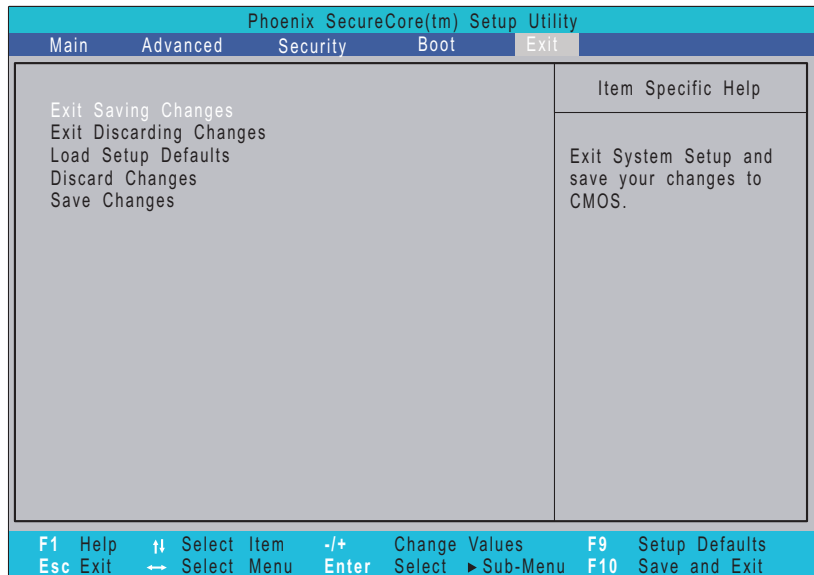 Phoenix SecureCore(tm) Setup Utility
Main Advanced Security Boot Exit
Exit Saving Changes
Exit Discarding Changes
Load Setup Defaults
Discard Changes
Save Changes
Item Specific Help
Exit System Setup and
save your changes to
CMOS.
F1 Help ↑↓ Select Item -/+ Change Values F9 Setup Defaults
Esc Exit ↔ Select Menu Enter Select ►Sub-Menu F10 Save and Exit